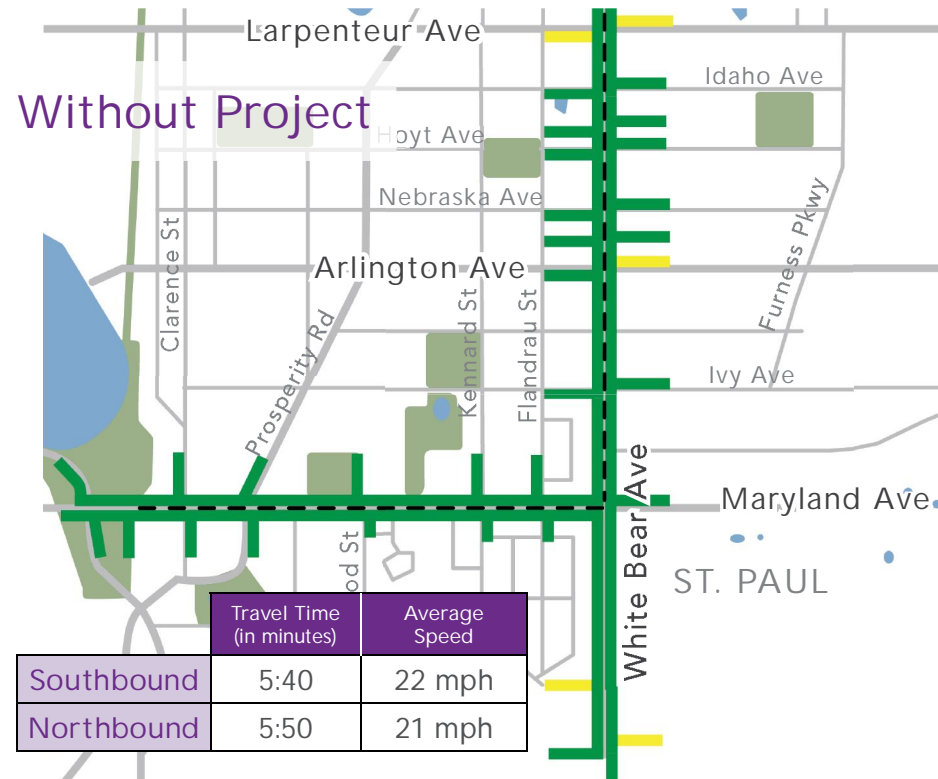 Larpenteur Ave
Idaho Ave
Without Project
Hoyt Ave
Nebraska Ave
Furness Pkwy
Clarence St
Arlington Ave
Prosperity Rd
Kennard St
Flandrau St
Ivy Ave
White Bear Ave
Maryland Ave
od St
ST. PAUL
Travel Time
(in minutes)
Average
Speed
Southbound 5:40 22 mph
Northbound 5:50 21 mph